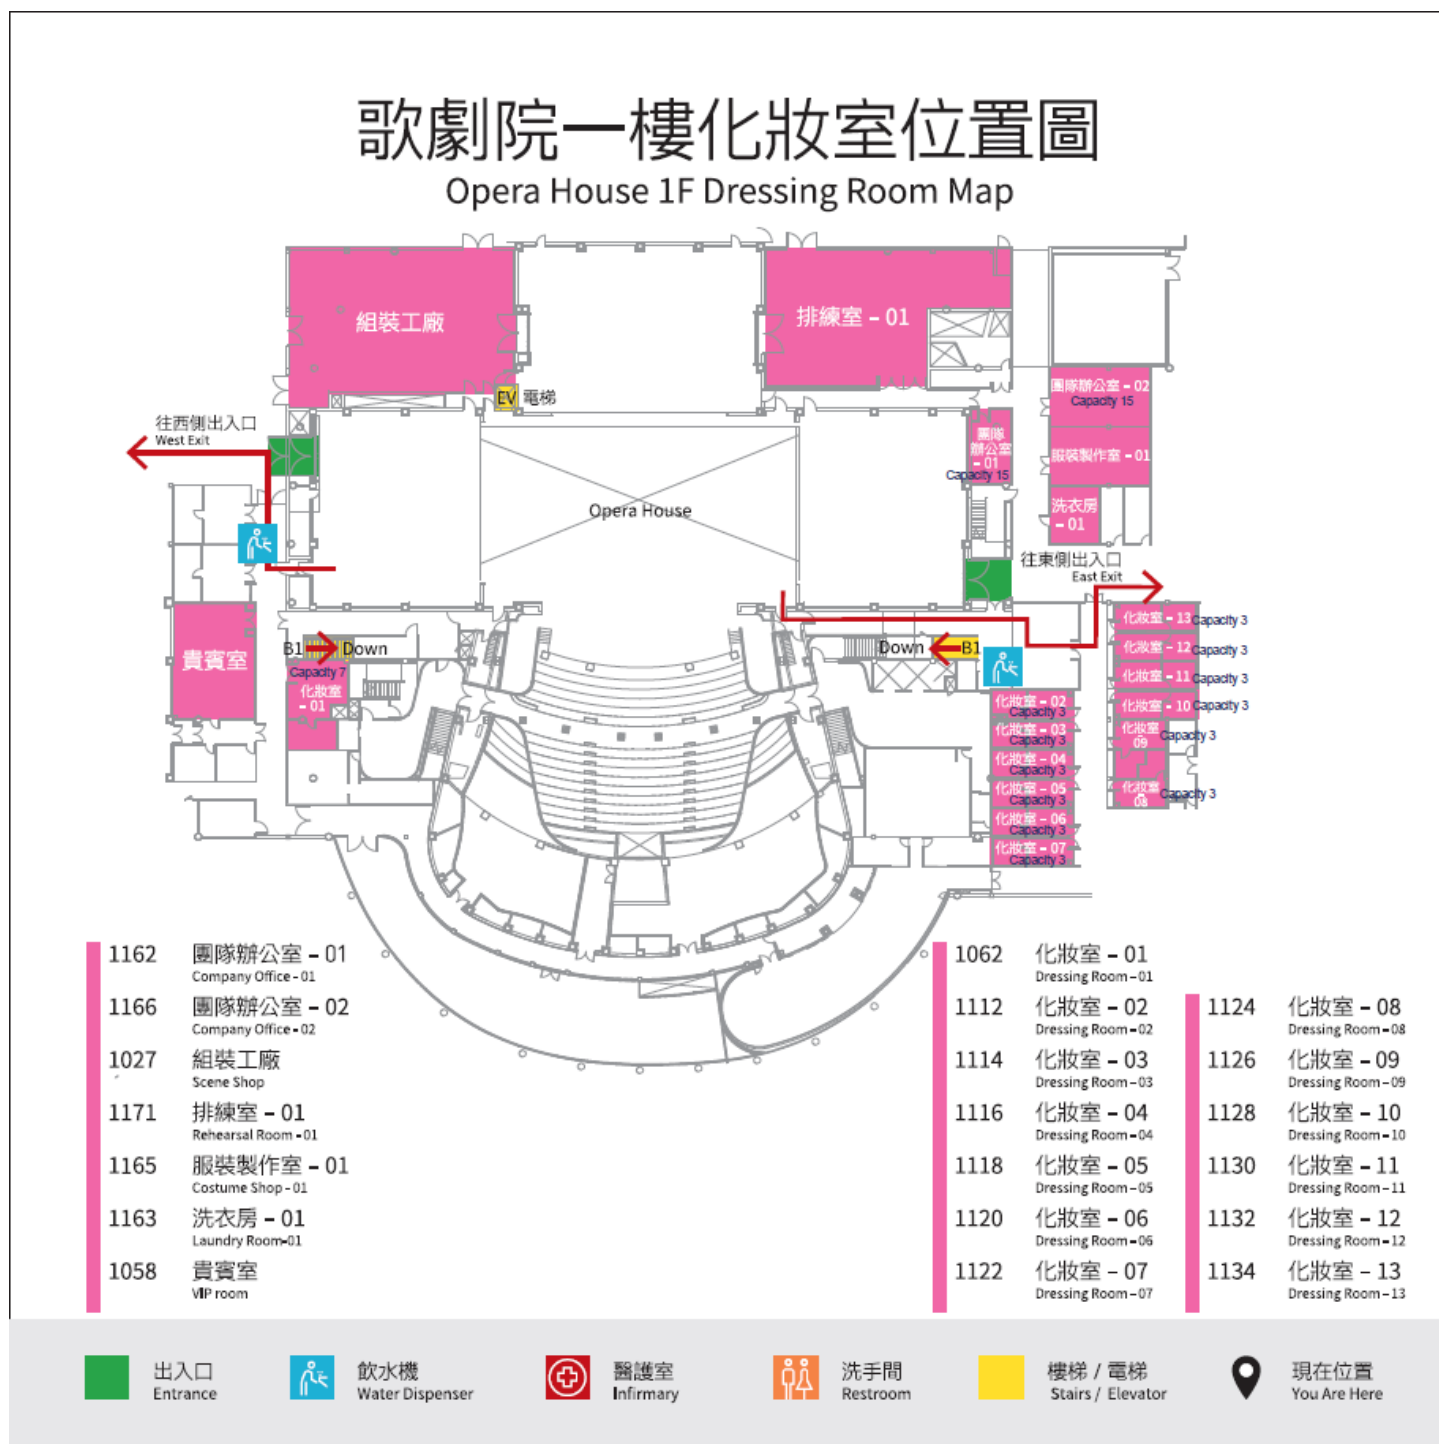 歌劇院一樓化妝室位置圖
Opera House 1F Dressing Room Map
組裝工廠
排練室 – 01
EV 電梯
團隊辦公室 – 02
Capacity 15
往西側出入口
West Exit
團隊
辦公室
– 01
Capacity 15
服裝製作室 – 01
洗衣房
– 01
Opera House
往東側出入口
East Exit
貴賓室
B1 Down
Capacity 7
化妝室
– 01
Down B1
化妝室 – 13 Capacity 3
化妝室 – 12 Capacity 3
化妝室 – 11 Capacity 3
化妝室 – 10 Capacity 3
化妝室
09
Capacity 3
化妝室
08
Capacity 3
化妝室 – 02
Capacity 3
化妝室 – 03
Capacity 3
化妝室 – 04
Capacity 3
化妝室 – 05
Capacity 3
化妝室 – 06
Capacity 3
化妝室 – 07
Capacity 3
1162 團隊辦公室 – 01
Company Office – 01
1166 團隊辦公室 – 02
Company Office – 02
1027 組裝工廠
Scene Shop
1171 排練室 – 01
Rehearsal Room – 01
1165 服裝製作室 – 01
Costume Shop – 01
1163 洗衣房 – 01
Laundry Room–01
1058 貴賓室
VIP room
1062 化妝室 – 01
Dressing Room – 01
1112 化妝室 – 02
Dressing Room – 02
1114 化妝室 – 03
Dressing Room – 03
1116 化妝室 – 04
Dressing Room – 04
1118 化妝室 – 05
Dressing Room – 05
1120 化妝室 – 06
Dressing Room – 06
1122 化妝室 – 07
Dressing Room – 07
1124 化妝室 – 08
Dressing Room – 08
1126 化妝室 – 09
Dressing Room – 09
1128 化妝室 – 10
Dressing Room – 10
1130 化妝室 – 11
Dressing Room – 11
1132 化妝室 – 12
Dressing Room – 12
1134 化妝室 – 13
Dressing Room – 13
出入口
Entrance
飲水機
Water Dispenser
醫護室
Infirmary
洗手間
Restroom
樓梯 / 電梯
Stairs / Elevator
現在位置
You Are Here